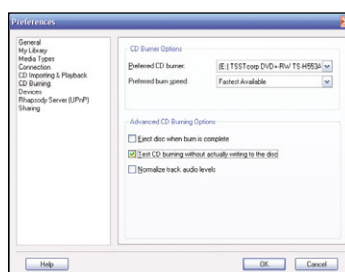 Preferences
General
My Library
Media Types
Connection
CD Importing & Playback
CD Burning
Devices
Rhapsody Server (UPnP)
Sharing
CD Burner Options
Preferred CD burner:
(E:) TSSTcorp DVD+-RW TS-H553A
Preferred burn speed:
Fastest Available
Advanced CD Burning Options
Eject disc when burn is complete
Test CD burning without actually writing to the disc
Normalize track audio levels
Help
OK
Cancel